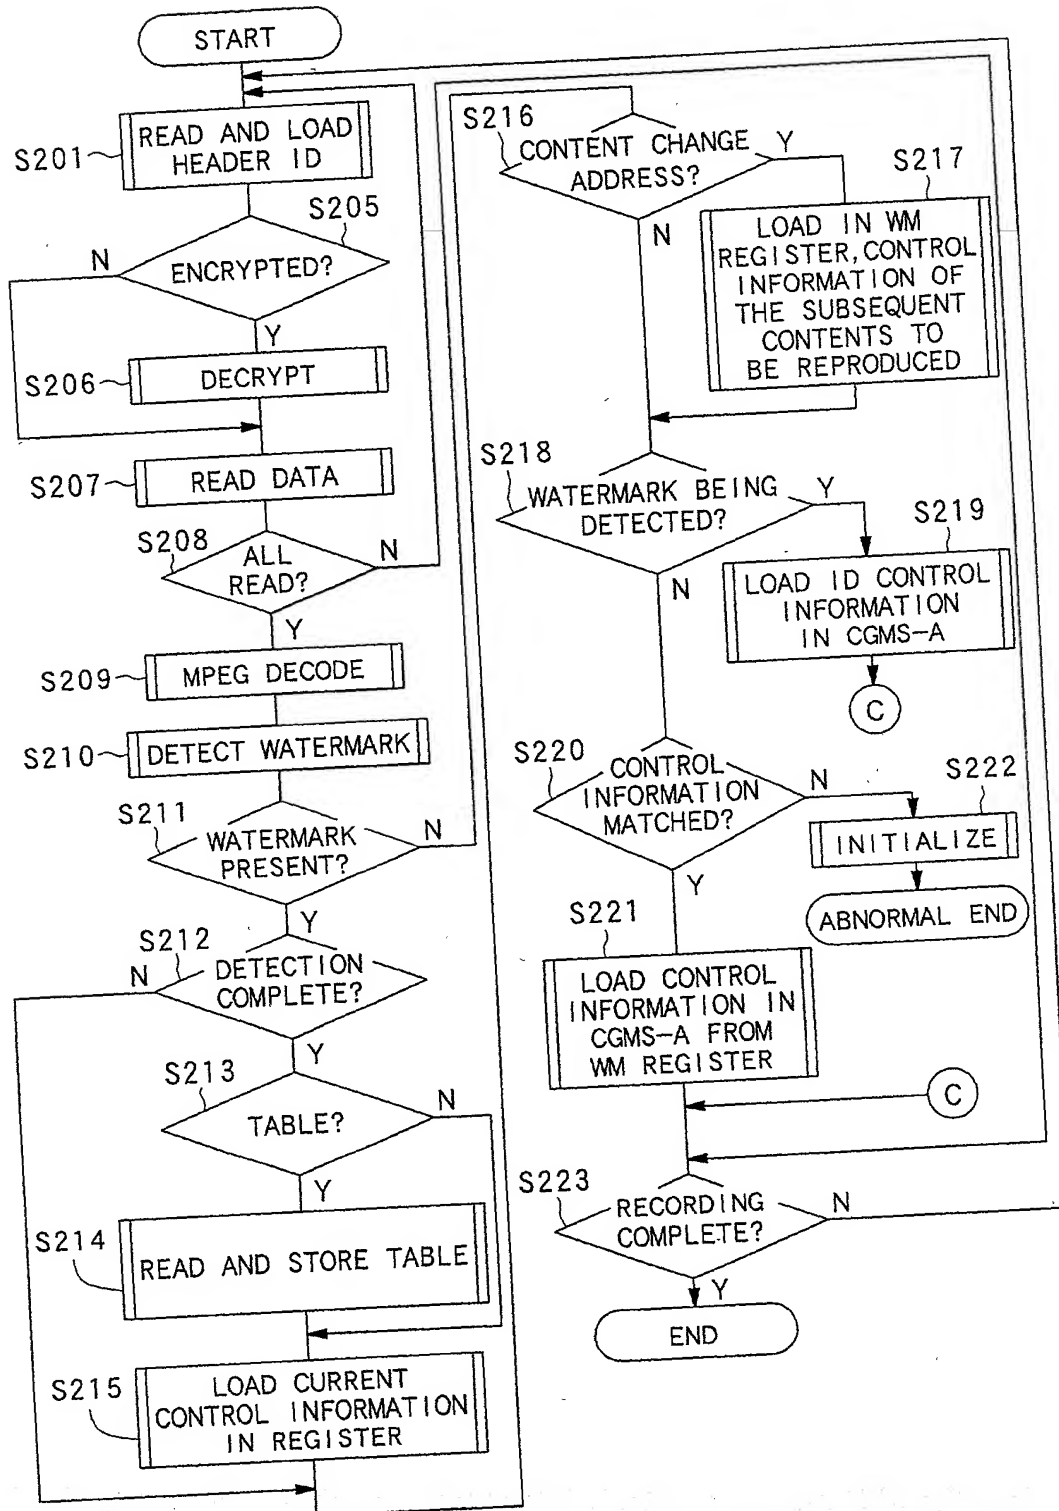 START
S201
READ AND LOAD
HEADER ID
S205
N
ENCRYPTED?
Y
S206
DECRYPT
S207
READ DATA
S208
ALL
READ?
N
Y
S209
MPEG DECODE
S210
DETECT WATERMARK
S211
WATERMARK
PRESENT?
N
Y
S212
N
DETECTION
COMPLETE?
Y
S213
TABLE?
N
Y
S214
READ AND STORE TABLE
S215
LOAD CURRENT
CONTROL INFORMATION
IN REGISTER
S216
CONTENT CHANGE
ADDRESS?
Y
N
S217
LOAD IN WM
REGISTER,CONTROL
INFORMATION OF
THE SUBSEQUENT
CONTENTS TO
BE REPRODUCED
S218
WATERMARK BEING
DETECTED?
Y
N
S219
LOAD ID CONTROL
INFORMATION
IN CGMS-A
C
S220
CONTROL
INFORMATION
MATCHED?
N
Y
S222
INITIALIZE
ABNORMAL END
S221
LOAD CONTROL
INFORMATION IN
CGMS-A FROM
WM REGISTER
C
S223
RECORDING
COMPLETE?
N
Y
END